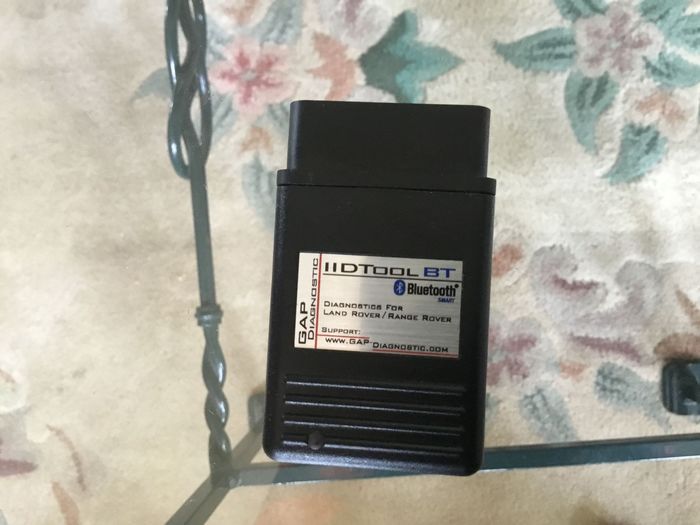 GAP
DIAGNOSTIC
IIDTOOL BT
Bluetooth
SMART
DIAGNOSTICS FOR
LAND ROVER / RANGE ROVER
SUPPORT:
WWW.GAP-DIAGNOSTIC.COM